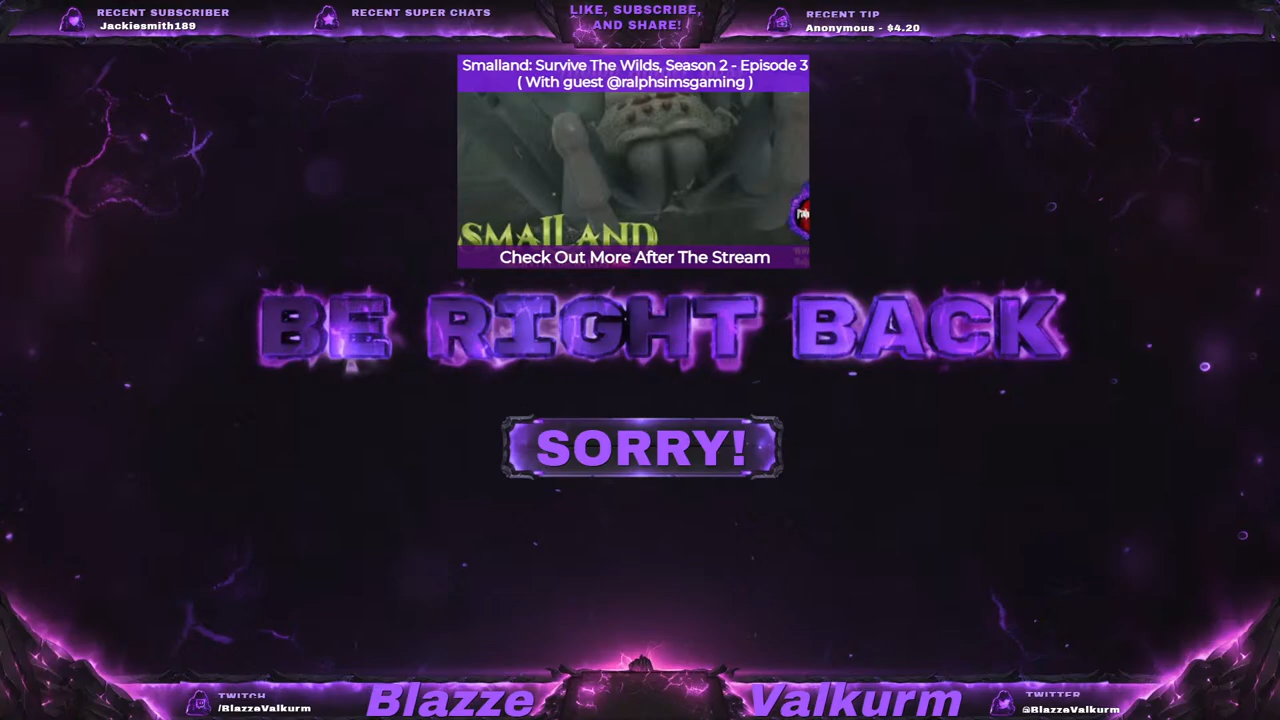 RECENT SUBSCRIBER
Jackiesmith189
RECENT SUPER CHATS
LIKE, SUBSCRIBE,
AND SHARE!
RECENT TIP
Anonymous - $4.20
Smalland: Survive The Wilds, Season 2 - Episode 3
( With guest @ralphsimsgaming )
SMALLAND
Check Out More After The Stream
BE RIGHT BACK
SORRY!
TWITCH
/BlazzeValkurm
Blazze
Valkurm
TWITTER
@BlazzeValkurm